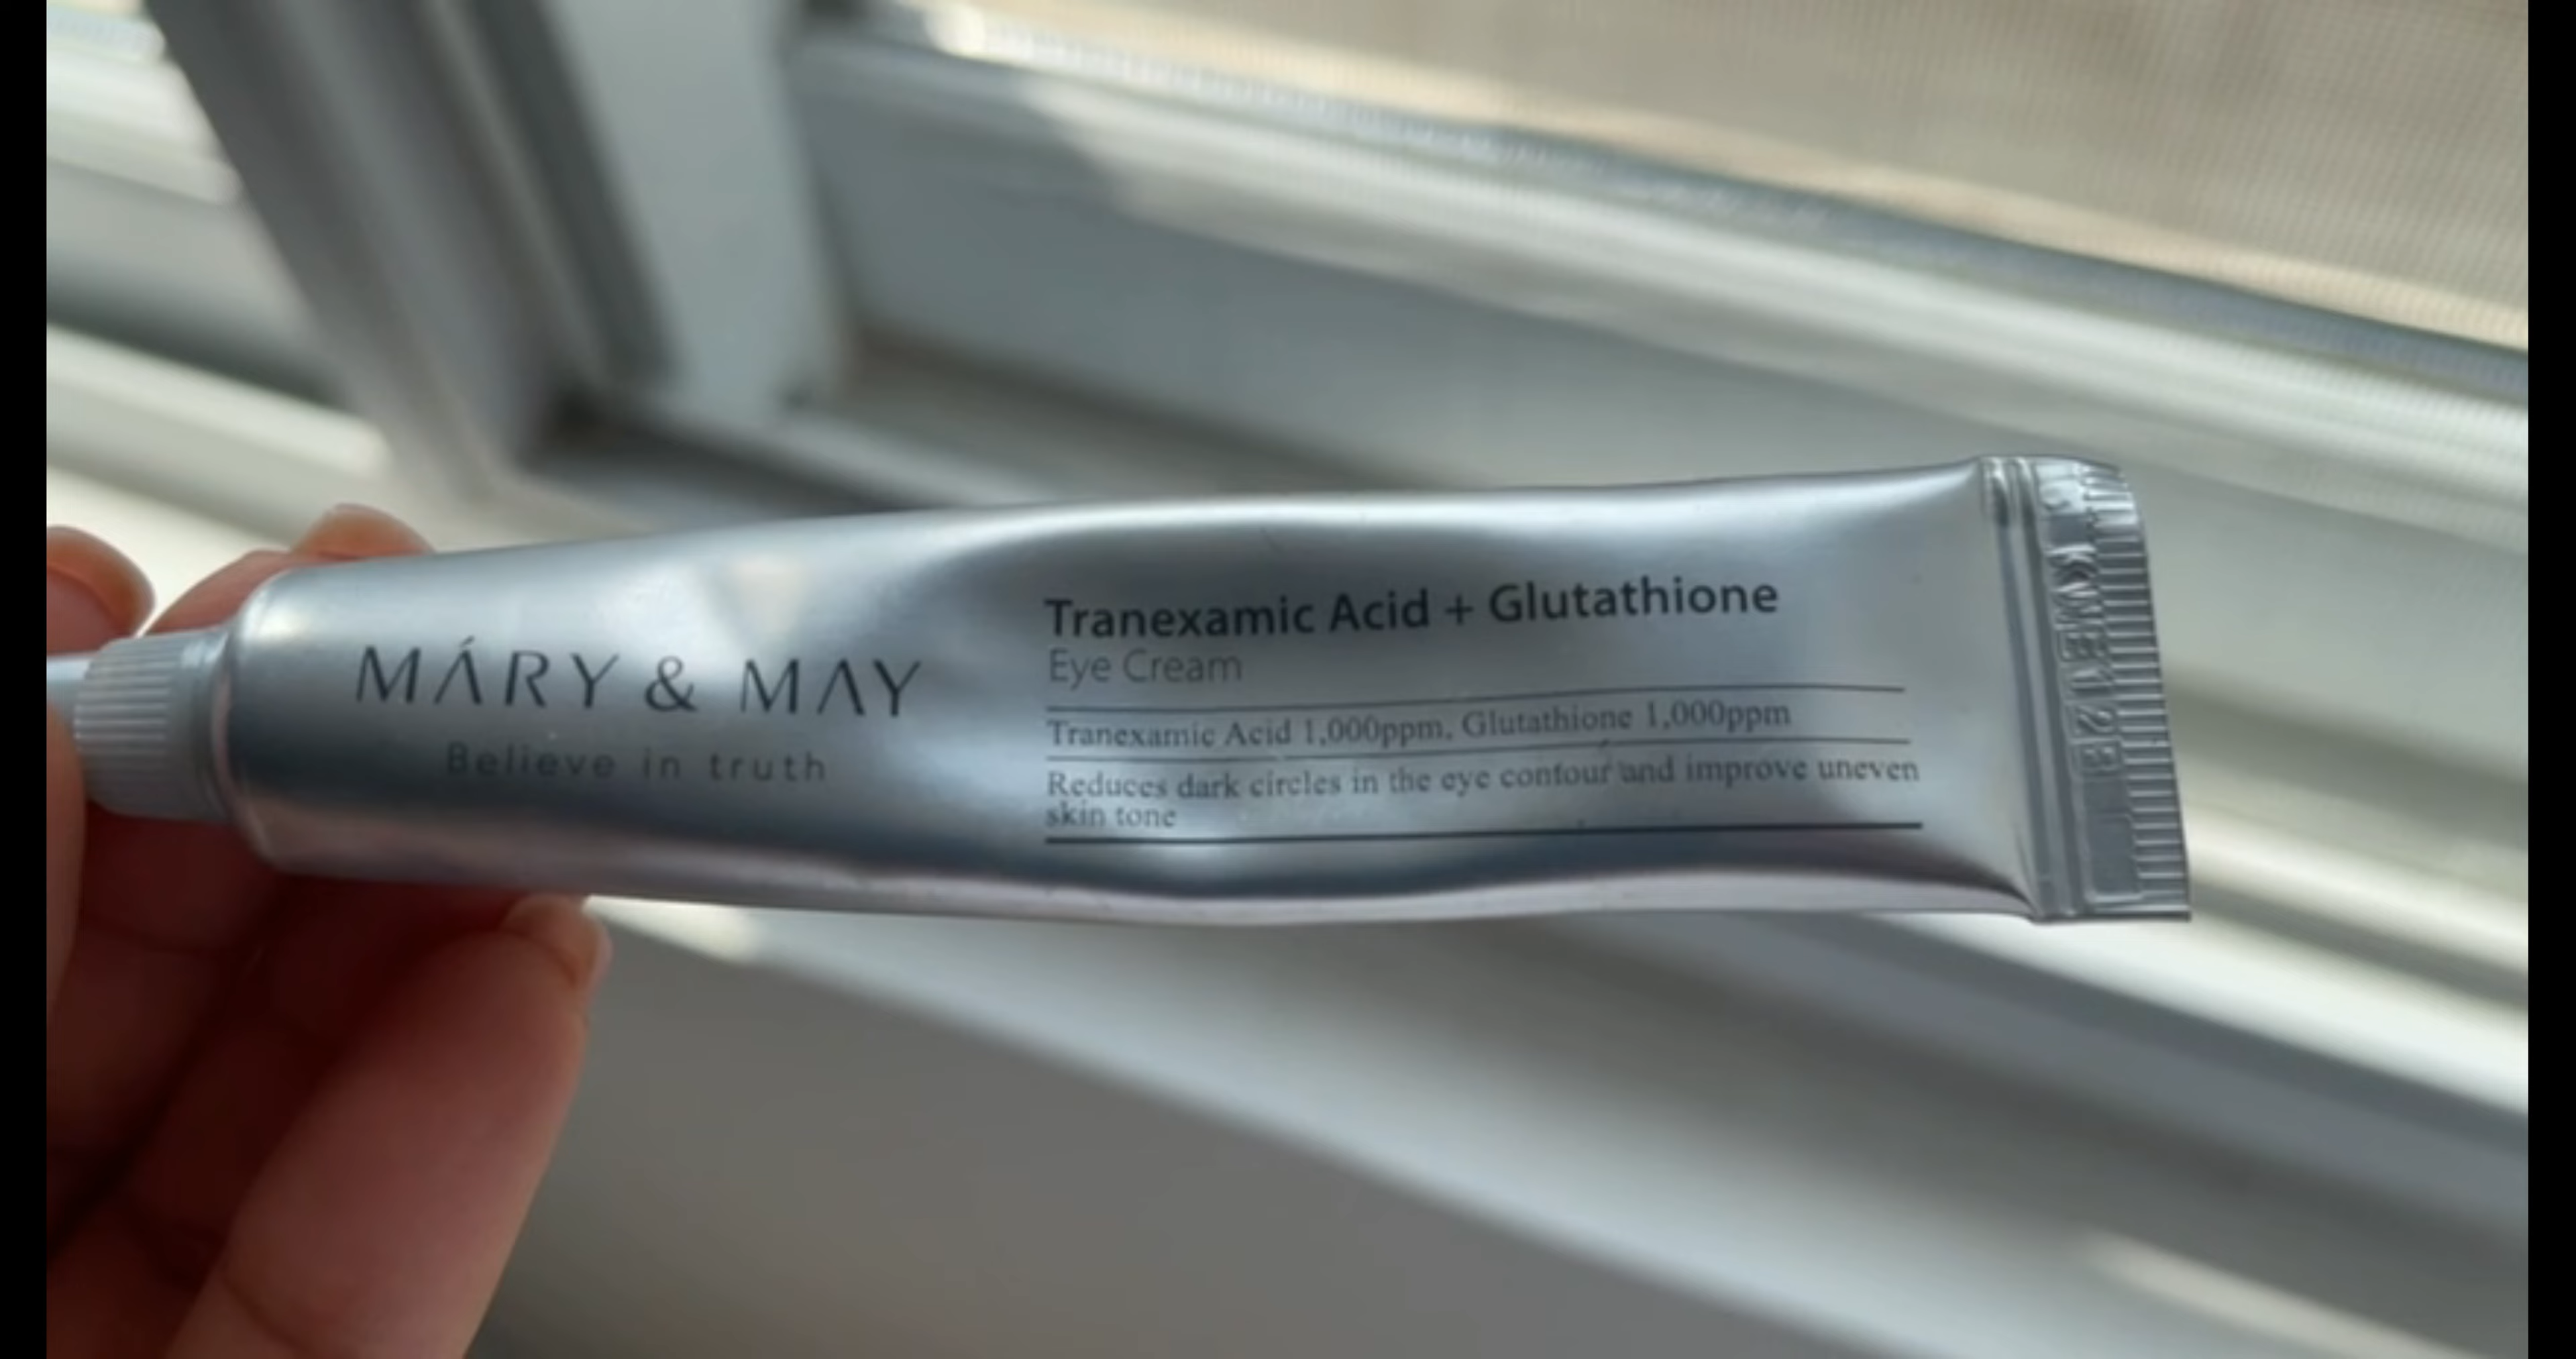 MÁRY & MAY
Believe in truth
Tranexamic Acid + Glutathione
Eye Cream
Tranexamic Acid 1,000ppm, Glutathione 1,000ppm
Reduces dark circles in the eye contour and improve uneven
skin tone